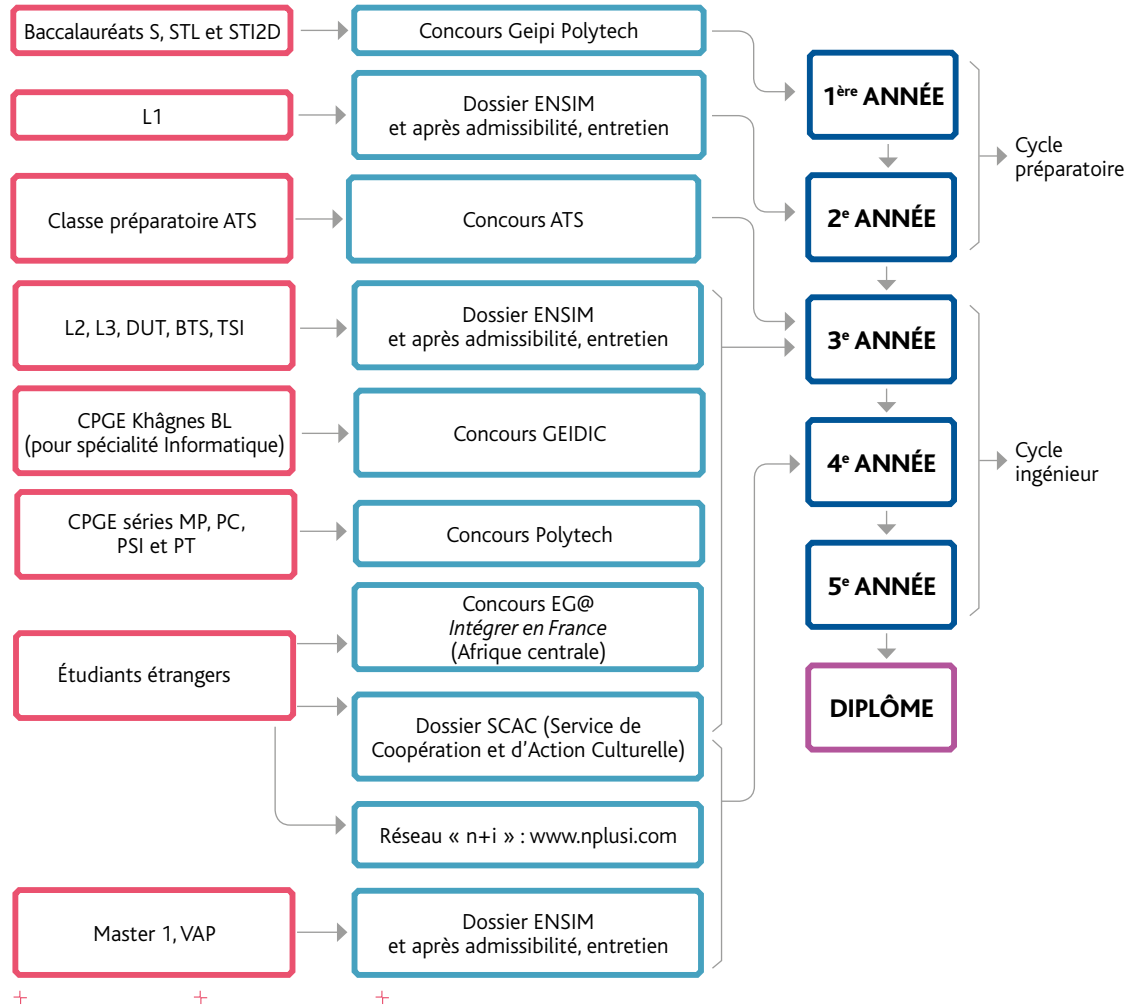 Baccalauréats S, STL et STI2D
Concours Geipi Polytech
1ère ANNÉE
L1
Dossier ENSIM
et après admissibilité, entretien
Cycle
préparatoire
Classe préparatoire ATS
Concours ATS
2e ANNÉE
L2, L3, DUT, BTS, TSI
Dossier ENSIM
et après admissibilité, entretien
3e ANNÉE
CPGE Khâgnes BL
(pour spécialité Informatique)
Concours GEIDIC
4e ANNÉE
Cycle
ingénieur
CPGE séries MP, PC,
PSI et PT
Concours Polytech
5e ANNÉE
Étudiants étrangers
Concours EG@
Intégrer en France
(Afrique centrale)
Dossier SCAC (Service de
Coopération et d'Action Culturelle)
DIPLÔME
Réseau « n+i » : www.nplusi.com
Master 1, VAP
Dossier ENSIM
et après admissibilité, entretien